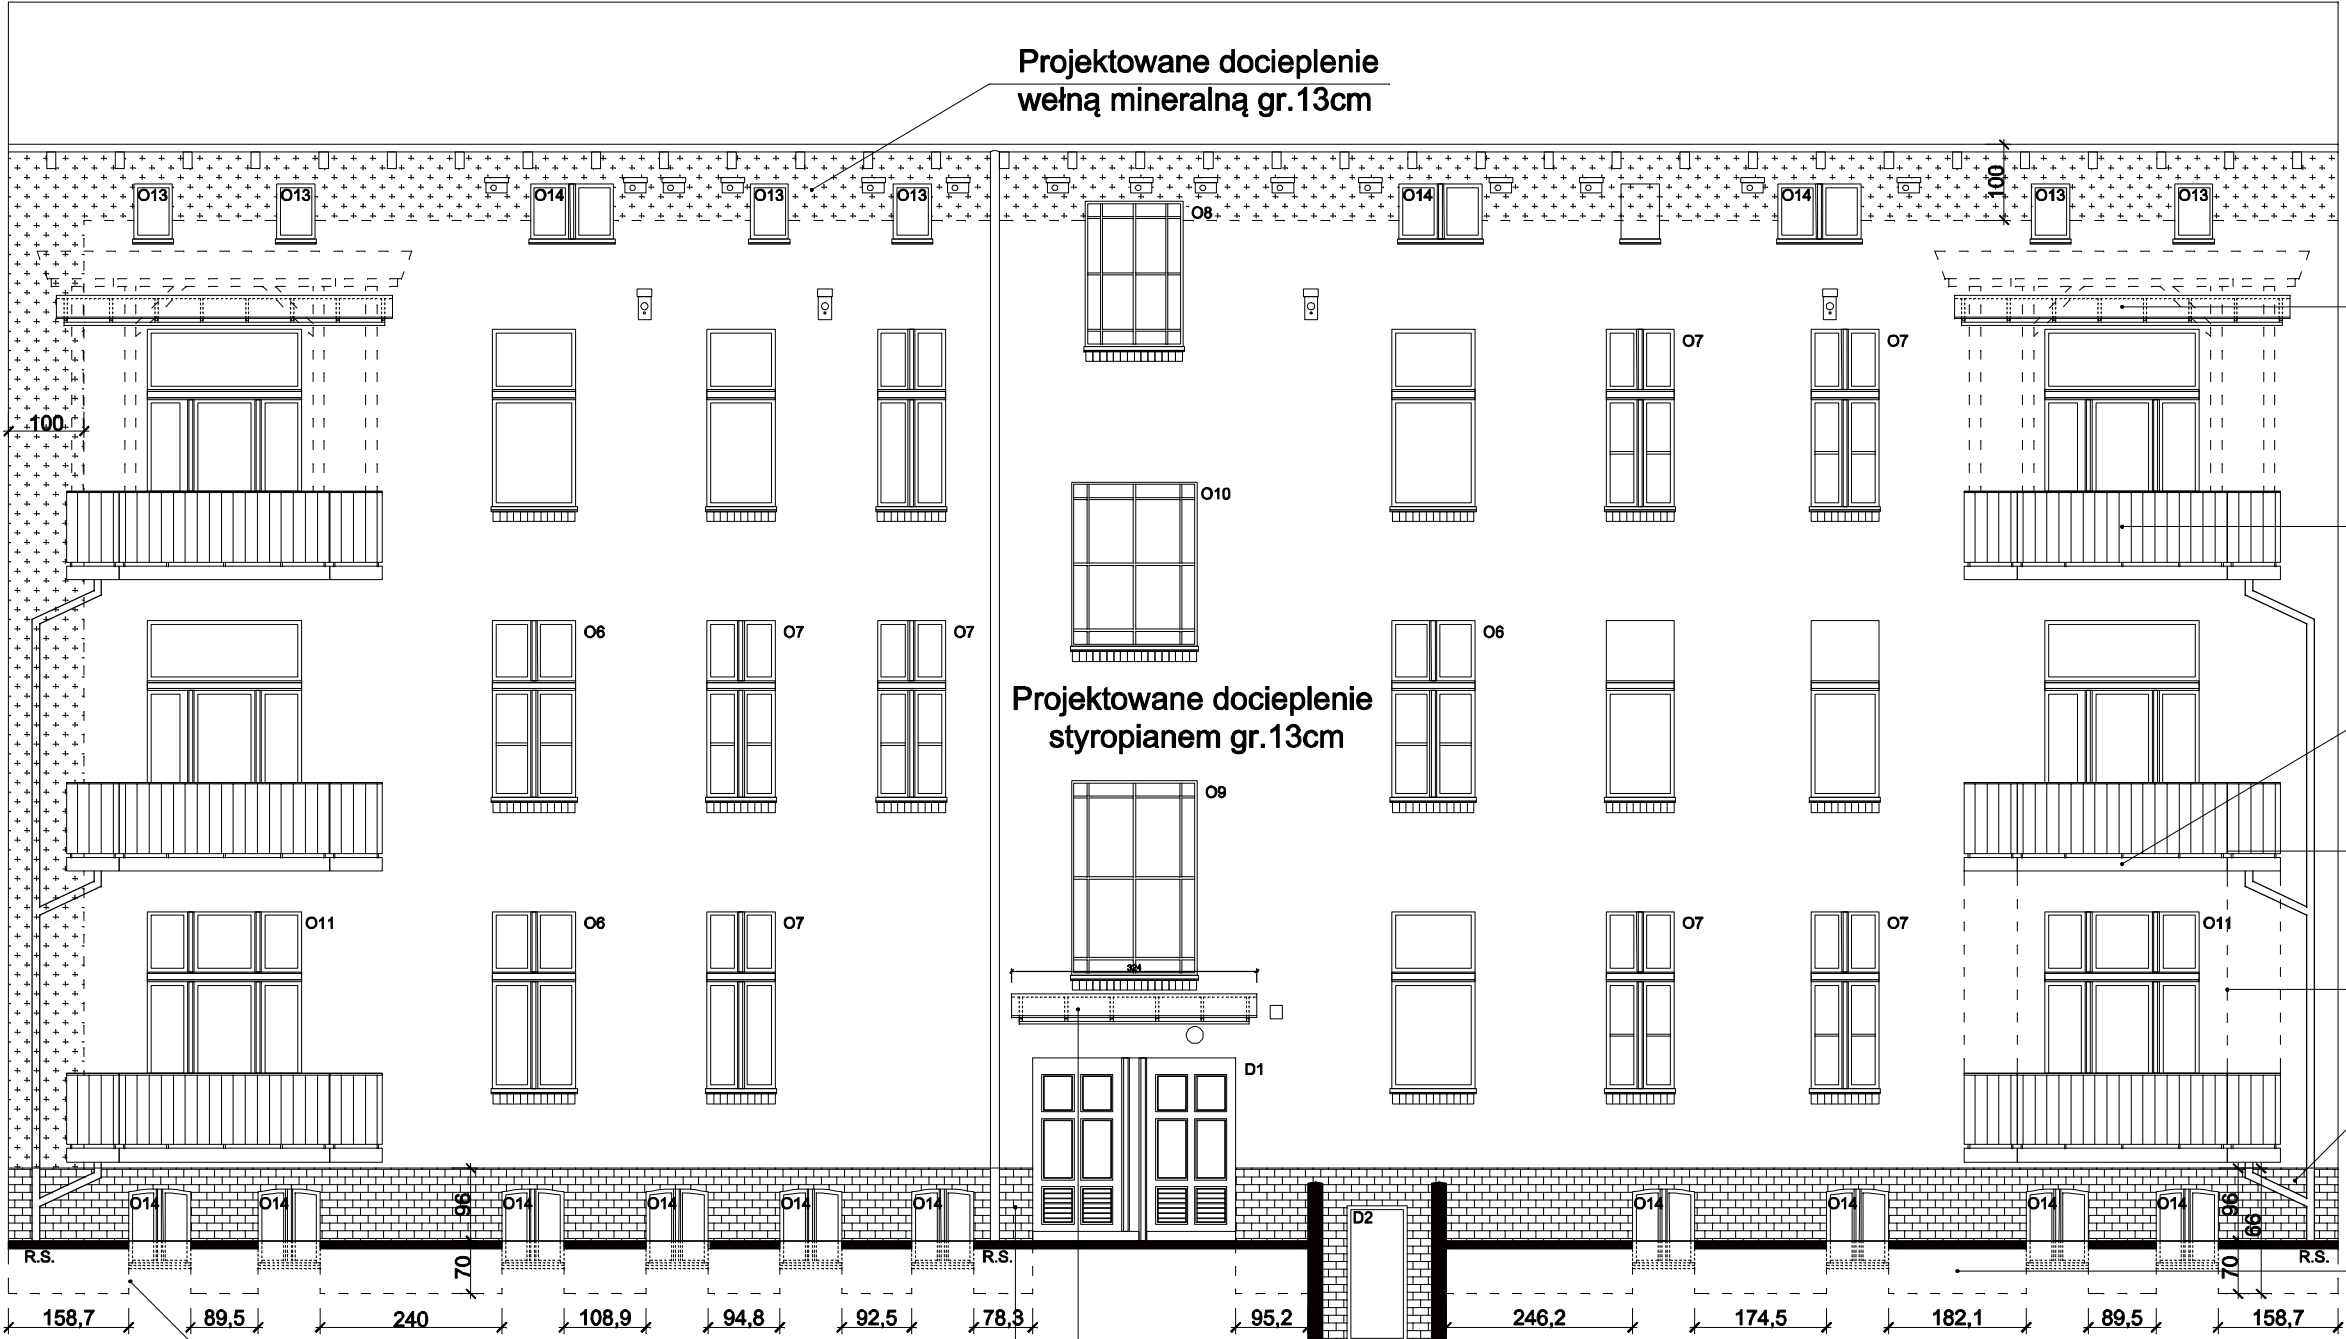 Projektowane docieplenie
wełną mineralną gr.13cm
100
O13
O13
O14
O13
O13
O8
O14
O14
O13
O13
100
O7
O7
O10
O6
O7
O7
O6
Projektowane docieplenie
styropianem gr.13cm
O9
O11
O6
O7
O7
O7
O11
324
D1
96
O14
O14
O14
O14
O14
O14
D2
O14
O14
O14
O14
96
66
R.S.
70
R.S.
R.S.
70
158,7
89,5
240
108,9
94,8
92,5
78,3
95,2
246,2
174,5
182,1
89,5
158,7